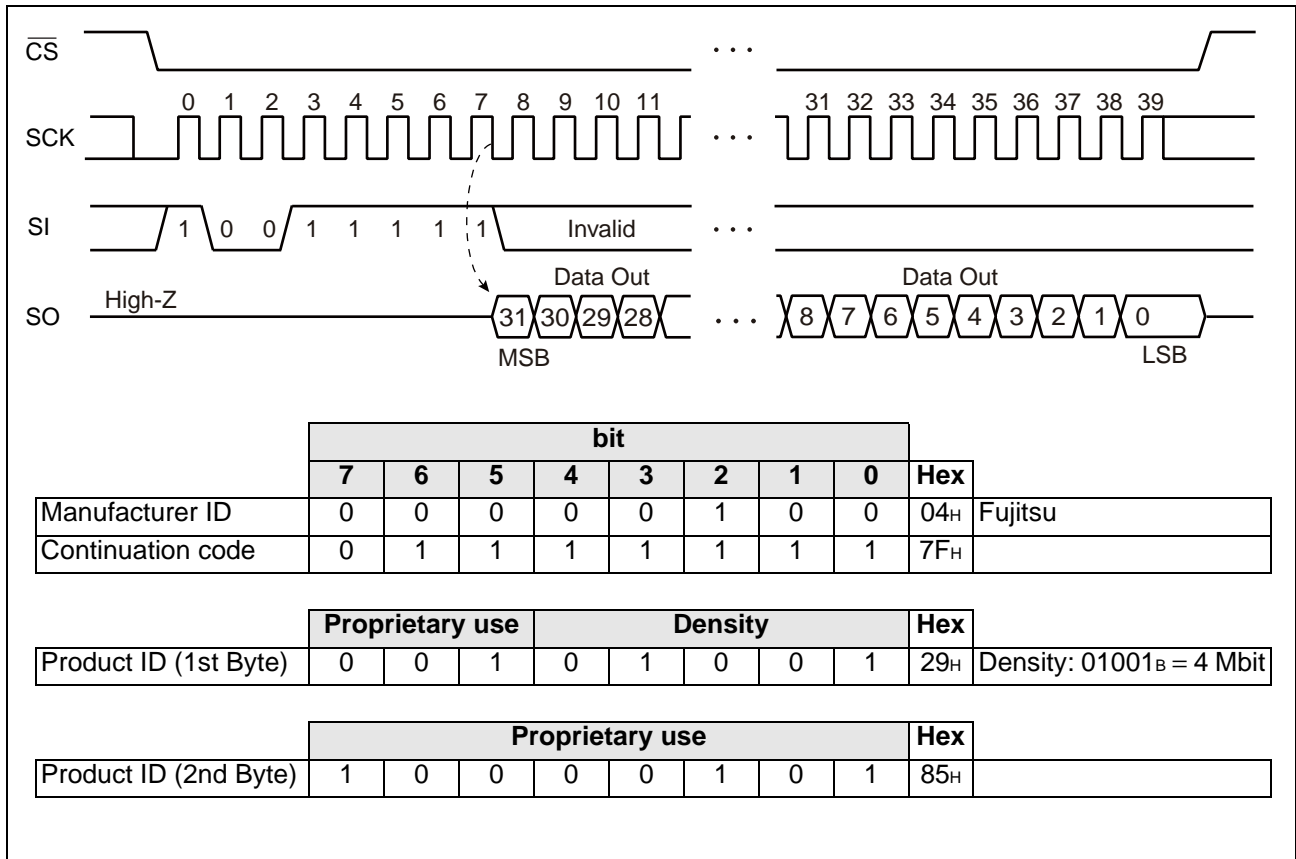 CS
0 1 2 3 4 5 6 7 8 9 10 11 31 32 33 34 35 36 37 38 39
SCK
SI 1 0 0 1 1 1 1 1 Invalid
Data Out Data Out
High-Z
SO 31 30 29 28 8 7 6 5 4 3 2 1 0
MSB LSB
bit
7 6 5 4 3 2 1 0 Hex
Manufacturer ID 0 0 0 0 0 1 0 0 04H Fujitsu
Continuation code 0 1 1 1 1 1 1 1 7FH
Proprietary use Density Hex
Product ID (1st Byte) 0 0 1 0 1 0 0 1 29H Density: 01001B = 4 Mbit
Proprietary use Hex
Product ID (2nd Byte) 1 0 0 0 0 1 0 1 85H